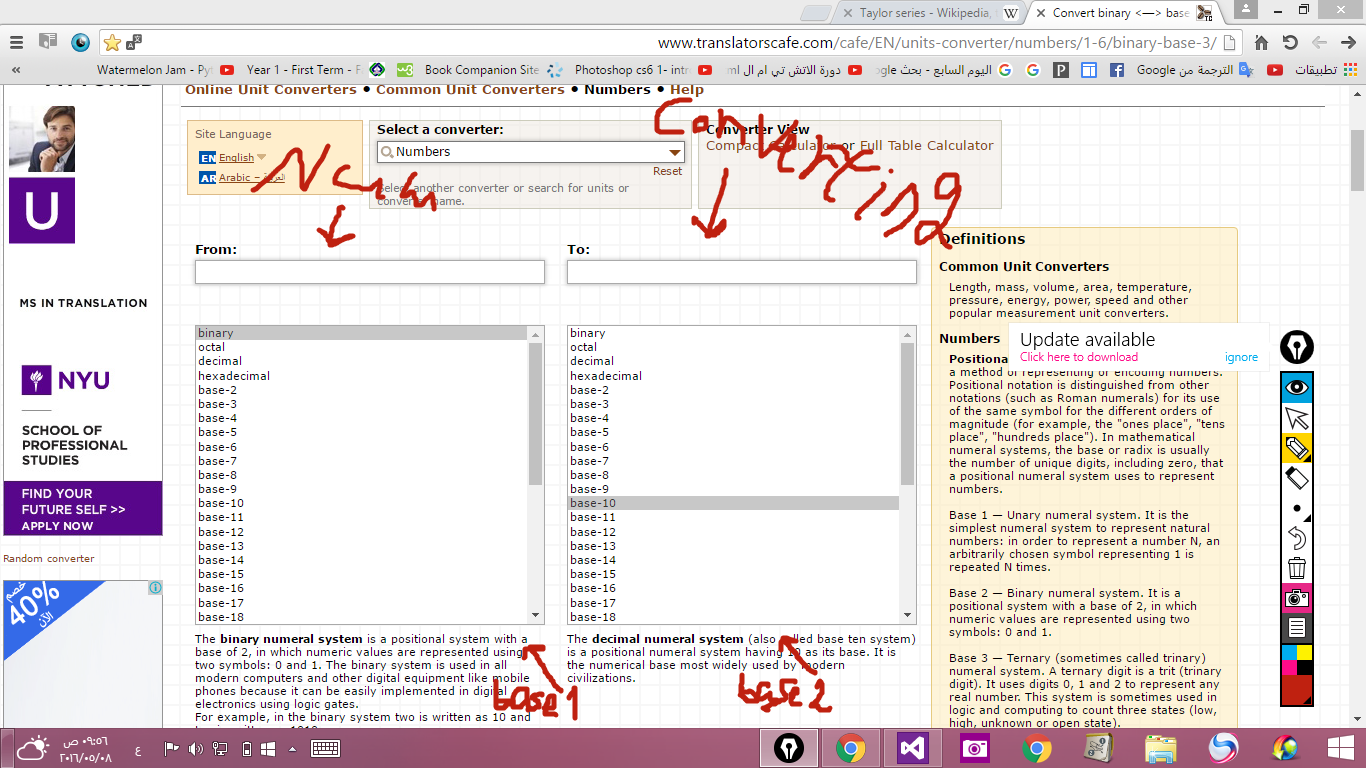 Taylor series - Wikipedia,
Convert binary <—> base
www.translatorscafe.com/cafe/EN/units-converter/numbers/1-6/binary-base-3/
«
Watermelon Jam - Pyt
Year 1 - First Term - F
Book Companion Site
Photoshop cs6 1- intr
دورة الاتش تي ام ال
اليوم السابع - بحث
Google
الترجمة من Google
تطبيقات
Online Unit Converters • Common Unit Converters • Numbers • Help
Site Language
EN English
AR Arabic – العربية
Select a converter:
Numbers
Reset
Select another converter or search for units or
converter name.
Converter View
Compact Calculator or Full Table Calculator
Num
Converting
From:
To:
binary
octal
decimal
hexadecimal
base-2
base-3
base-4
base-5
base-6
base-7
base-8
base-9
base-10
base-11
base-12
base-13
base-14
base-15
base-16
base-17
base-18
binary
octal
decimal
hexadecimal
base-2
base-3
base-4
base-5
base-6
base-7
base-8
base-9
base-10
base-11
base-12
base-13
base-14
base-15
base-16
base-17
base-18
The binary numeral system is a positional system with a
base of 2, in which numeric values are represented using
two symbols: 0 and 1. The binary system is used in all
modern computers and other digital equipment like mobile
phones because it can be easily implemented in digital
electronics using logic gates.
For example, in the binary system two is written as 10 and
base1
The decimal numeral system (also called base ten system)
is a positional system having 10 as its base. It is
the numerical base most widely used by modern
civilizations.
base2
Definitions
Common Unit Converters
Length, mass, volume, area, temperature,
pressure, energy, power, speed and other
popular measurement unit converters.
Numbers
Positiona
a method of representing or encoding numbers.
Positional notation is distinguished from other
notations (such as Roman numerals) for its use
of the same symbol for the different orders of
magnitude (for example, the "ones place", "tens
place", "hundreds place"). In mathematical
numeral systems, the base or radix is usually
the number of unique digits, including zero, that
a positional numeral system uses to represent
numbers.
Base 1 — Unary numeral system. It is the
simplest numeral system to represent natural
numbers: in order to represent a number N, an
arbitrarily chosen symbol representing 1 is
repeated N times.
Base 2 — Binary numeral system. It is a
positional system with a base of 2, in which
numeric values are represented using two
symbols: 0 and 1.
Base 3 — Ternary (sometimes called trinary)
numeral system. A ternary digit is a trit (trinary
digit). It uses digits 0, 1 and 2 to represent any
real number. This system is sometimes used in
logic and computing to count three states (low,
high, unknown or open state).
Update available
Click here to download
ignore
U
MS IN TRANSLATION
NYU
SCHOOL OF
PROFESSIONAL
STUDIES
FIND YOUR
FUTURE SELF >>
APPLY NOW
Random converter
خصم
40%
الآن
٠٩:٥٦ ص
٢٠١٦/٠٥/٠٨
ع